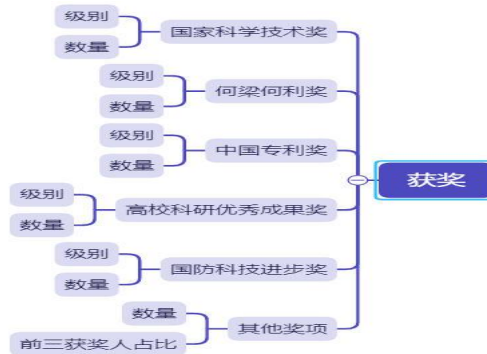 级别
国家科学技术奖
数量
级别
何梁何利奖
数量
级别
中国专利奖
数量
获奖
级别
高校科研优秀成果奖
数量
级别
国防科技进步奖
数量
数量
其他奖项
前三获奖人占比